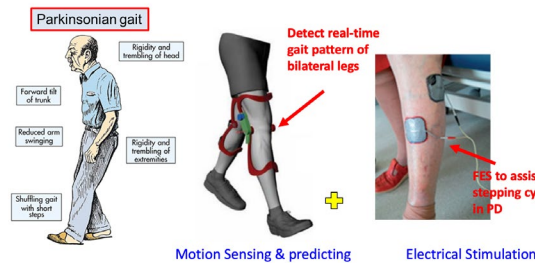 Parkinsonian gait
Rigidity and
trembling of head
Forward tilt
of trunk
Reduced arm
swinging
Rigidity and
trembling of
extremities
Shuffling gait
with short
steps
Detect real-time
gait pattern of
bilateral legs
Motion Sensing & predicting
FES to assis
stepping cy
in PD
Electrical Stimulation